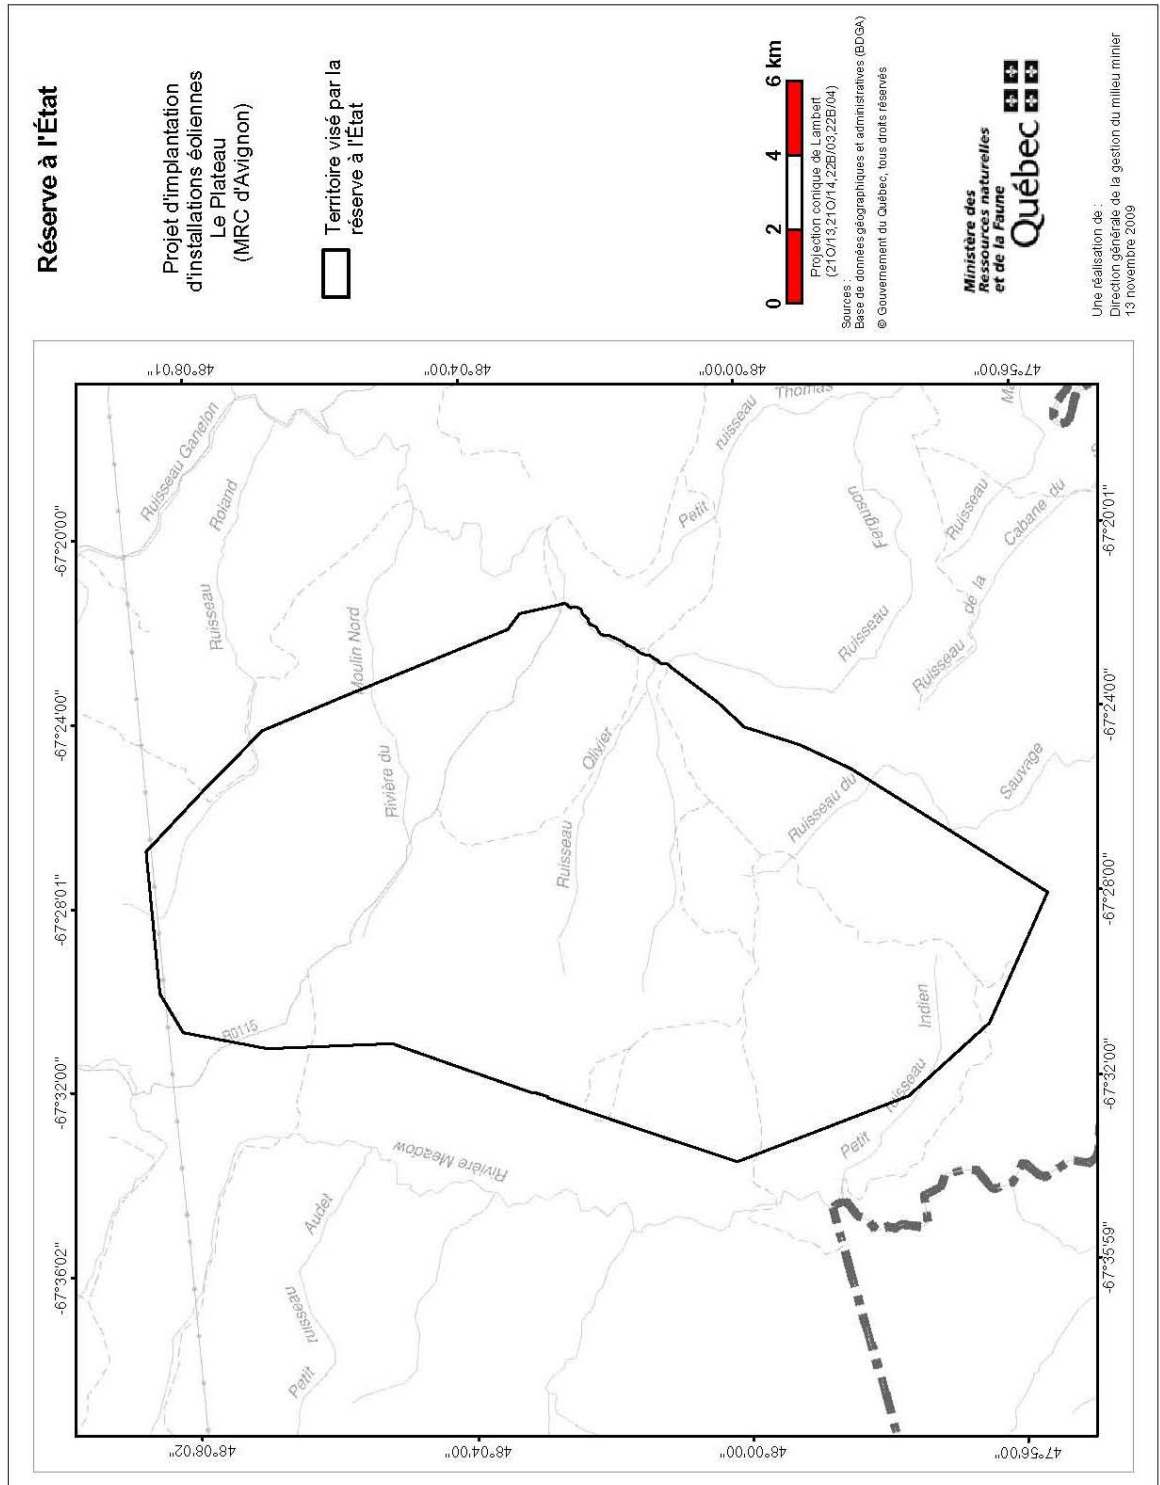 Réserve à l'État
Projet d'implantation
d'installations éoliennes
Le Plateau
(MRC d'Avignon)
Territoire visé par la
réserve à l'État
0 2 4 6 km
Projection conique de Lambert
(21O/13,21O/14,22B/03,22B/04)
Sources :
Base de données géographiques et administratives (BDGA)
© Gouvernement du Québec, tous droits réservés
Ministère des
Ressources naturelles
et de la Faune
Québec
Une réalisation de :
Direction générale de la gestion du milieu minier
13 novembre 2009
-67°36'02"
-67°32'00"
-67°28'01"
-67°24'00"
-67°20'00"
48°08'02"
48°04'00"
48°00'00"
47°56'00"
48°08'01"
48°04'00"
48°00'00"
47°56'00"
-67°35'59"
-67°32'00"
-67°28'00"
-67°24'00"
-67°20'01"
Ruisseau Ganelon
Ruisseau Roland
R0115
Petit ruisseau Audet
Rivière Meadow
Rivière du Moulin Nord
Ruisseau Olivier
Petit ruisseau Thomas
Ruisseau du Sauvage
Ruisseau Ferguson
Petit ruisseau Indien
Ruisseau de la Cabane du
Ruisseau Ma